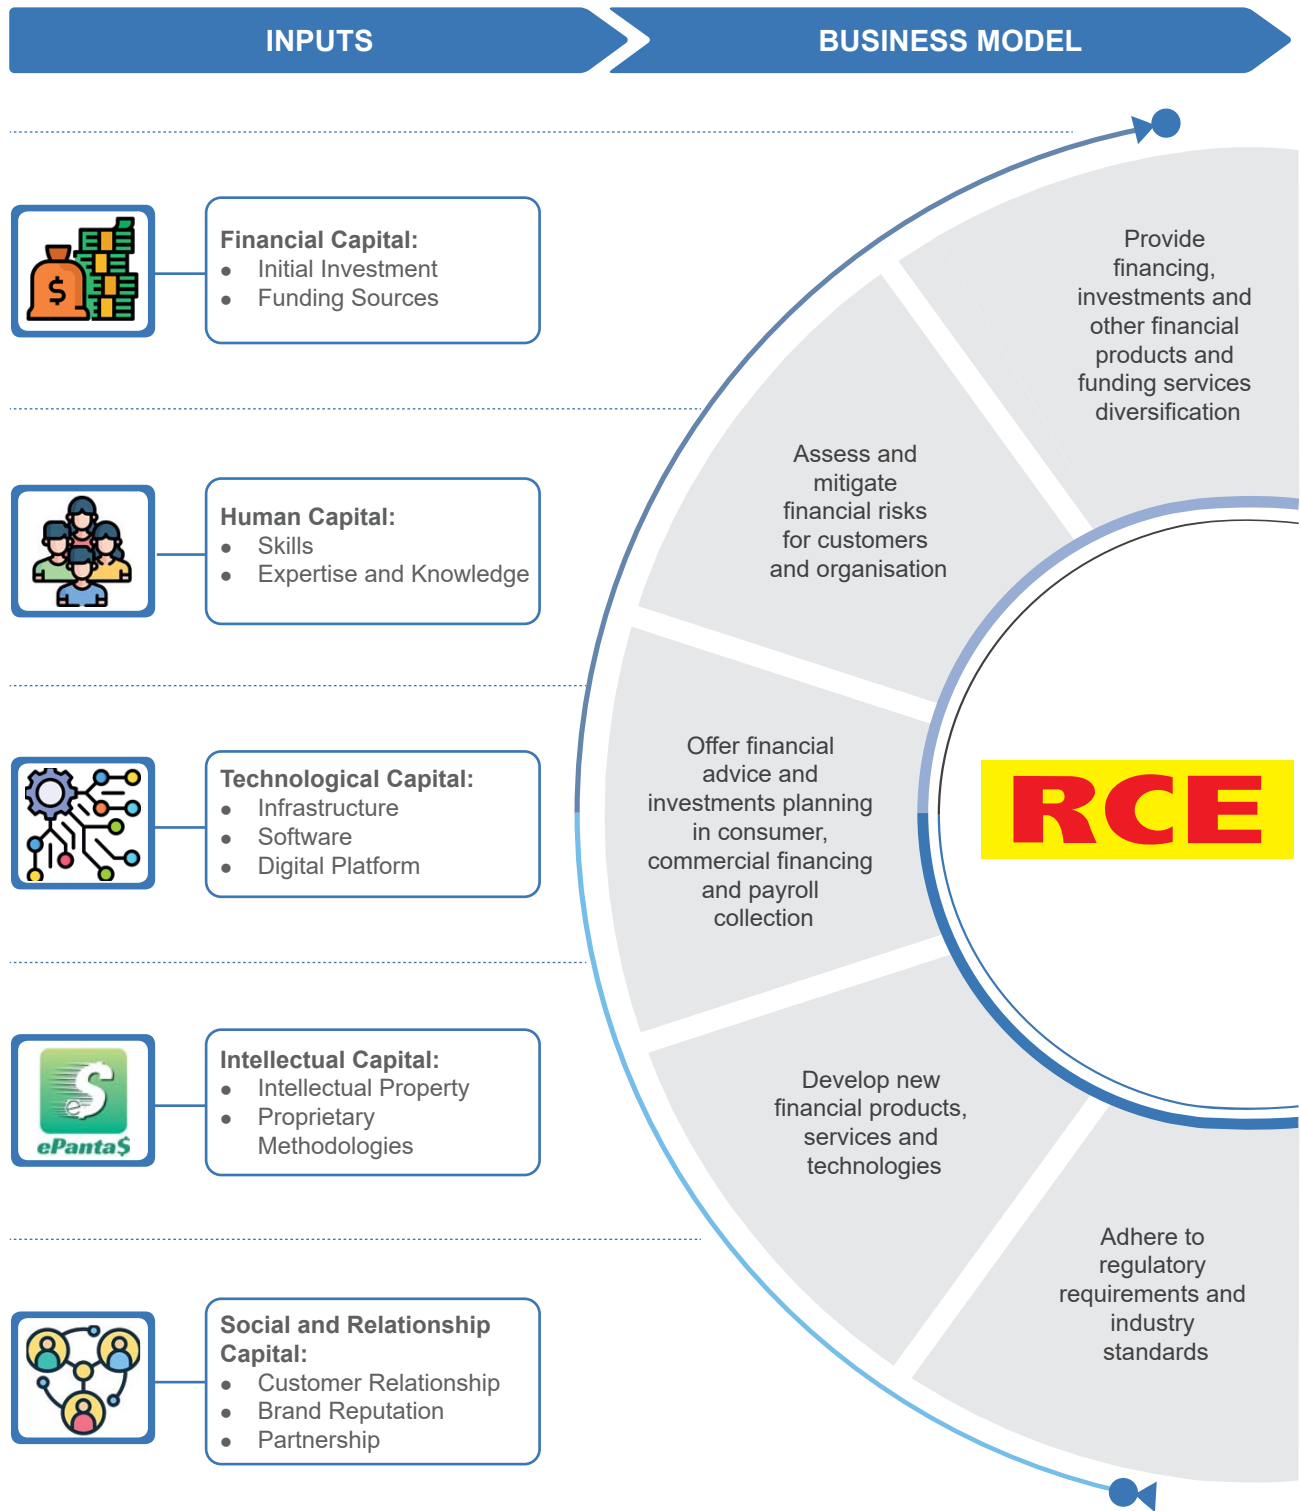 INPUTS
BUSINESS MODEL
Financial Capital:
● Initial Investment
● Funding Sources
Human Capital:
● Skills
● Expertise and Knowledge
Technological Capital:
● Infrastructure
● Software
● Digital Platform
ePanta$
Intellectual Capital:
● Intellectual Property
● Proprietary
Methodologies
Social and Relationship
Capital:
● Customer Relationship
● Brand Reputation
● Partnership
Provide
financing,
investments and
other financial
products and
funding services
diversification
Assess and
mitigate
financial risks
for customers
and organisation
Offer financial
advice and
investments planning
in consumer,
commercial financing
and payroll
collection
Develop new
financial products,
services and
technologies
Adhere to
regulatory
requirements and
industry
standards
RCE